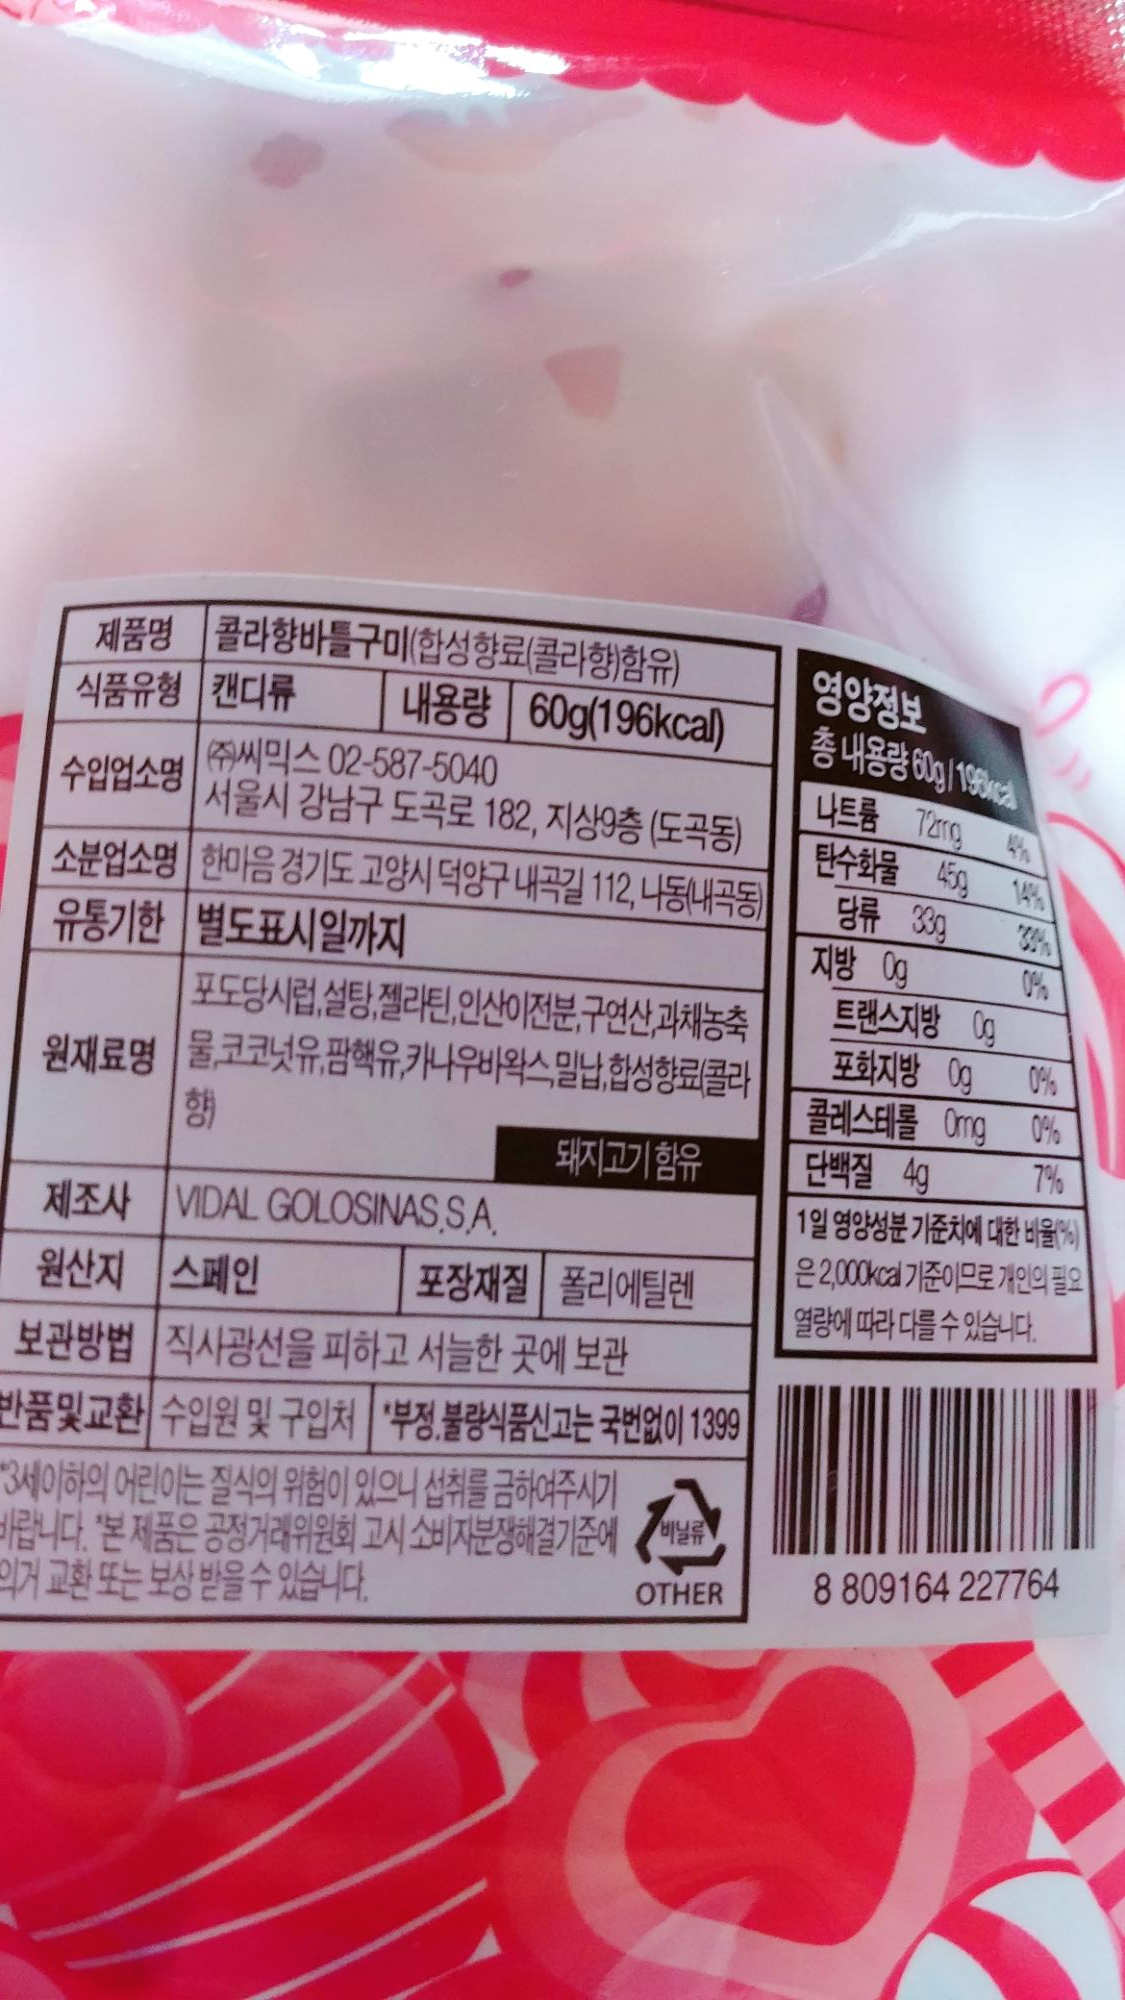 제품명 콜라향바틀구미(합성향료(콜라향)함유)
식품유형 캔디류 내용량 60g(196kcal)
수입업소명 ㈜씨믹스 02-587-5040
서울시 강남구 도곡로 182, 지상9층 (도곡동)
소분업소명 한마음 경기도 고양시 덕양구 내곡길 112, 나동(내곡동)
유통기한 별도표시일까지
원재료명 포도당시럽,설탕,젤라틴,인산이전분,구연산,과채농축
물,코코넛유,팜핵유,카나우바왁스,밀납,합성향료(콜라
향)
돼지고기 함유
제조사 VIDAL GOLOSINAS,S,A,
원산지 스페인 포장재질 폴리에틸렌
보관방법 직사광선을 피하고 서늘한 곳에 보관
반품및교환 수입원 및 구입처 *부정.불량식품신고는 국번없이 1399
*3세이하의 어린이는 질식의 위험이 있으니 섭취를 금하여주시기
바랍니다. *본 제품은 공정거래위원회 고시 소비자분쟁해결기준에
의거 교환 또는 보상 받을 수 있습니다.
비닐류
OTHER
영양정보
총 내용량 60g / 196kcal
나트륨 72mg 4%
탄수화물 45g 14%
당류 33g 33%
지방 0g 0%
트랜스지방 0g
포화지방 0g 0%
콜레스테롤 0mg 0%
단백질 4g 7%
1일 영양성분 기준치에 대한 비율(%)
은 2,000kcal 기준이므로 개인의 필요
열량에 따라 다를 수 있습니다.
8 809164 227764